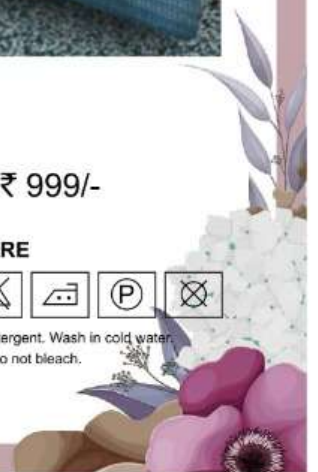 ₹ 999/-
RE
P
ergent. Wash in cold water.
o not bleach.